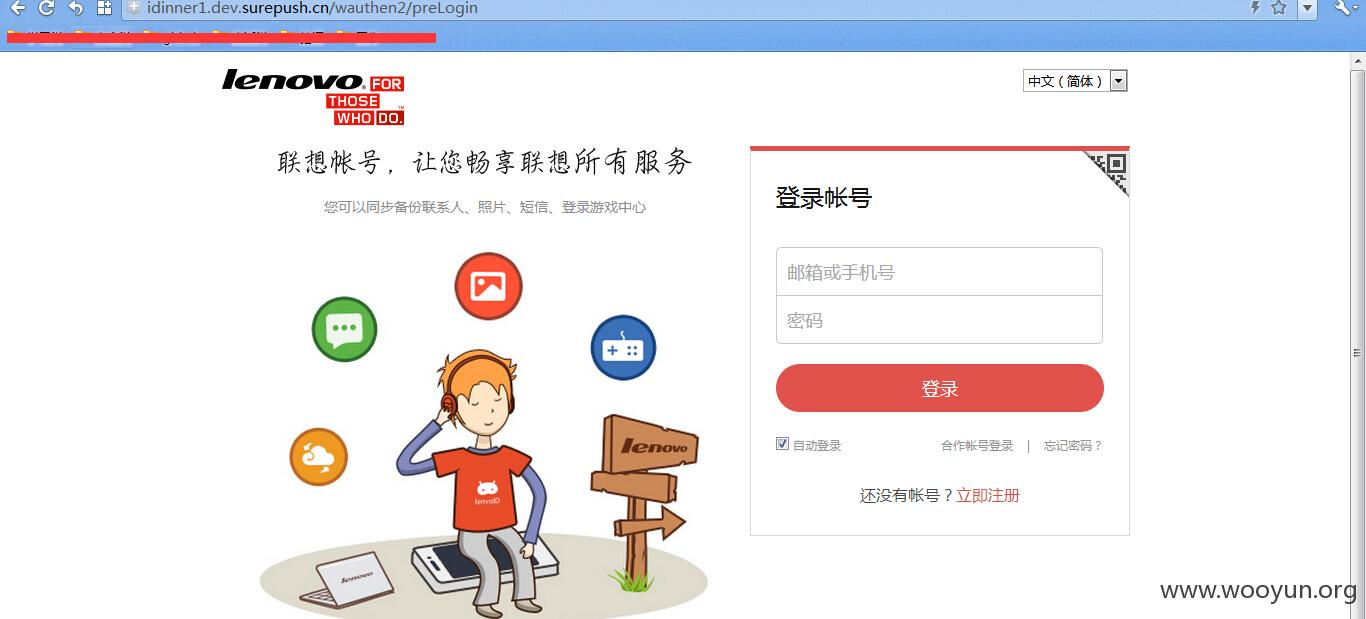 idinner1.dev.surepush.cn/wauthen2/preLogin
lenovo FOR
THOSE
WHO DO.
中文（简体）
联想帐号，让您畅享联想所有服务
您可以同步备份联系人、照片、短信、登录游戏中心
登录帐号
邮箱或手机号
密码
登录
自动登录
合作帐号登录 | 忘记密码？
还没有帐号？立即注册
lenovo
lenvoID
lenovo
www.wooyun.org